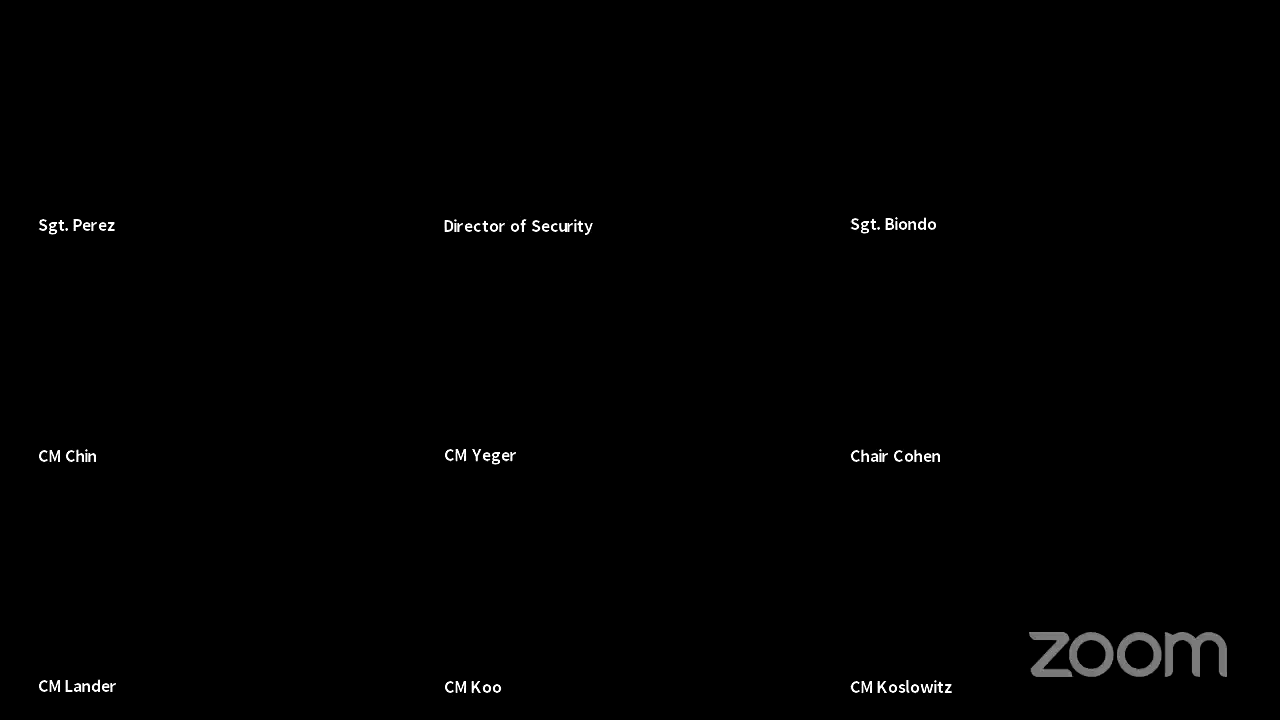 Sgt. Perez
Director of Security
Sgt. Biondo
CM Chin
CM Yeger
Chair Cohen
CM Lander
CM Koo
CM Koslowitz
zoom